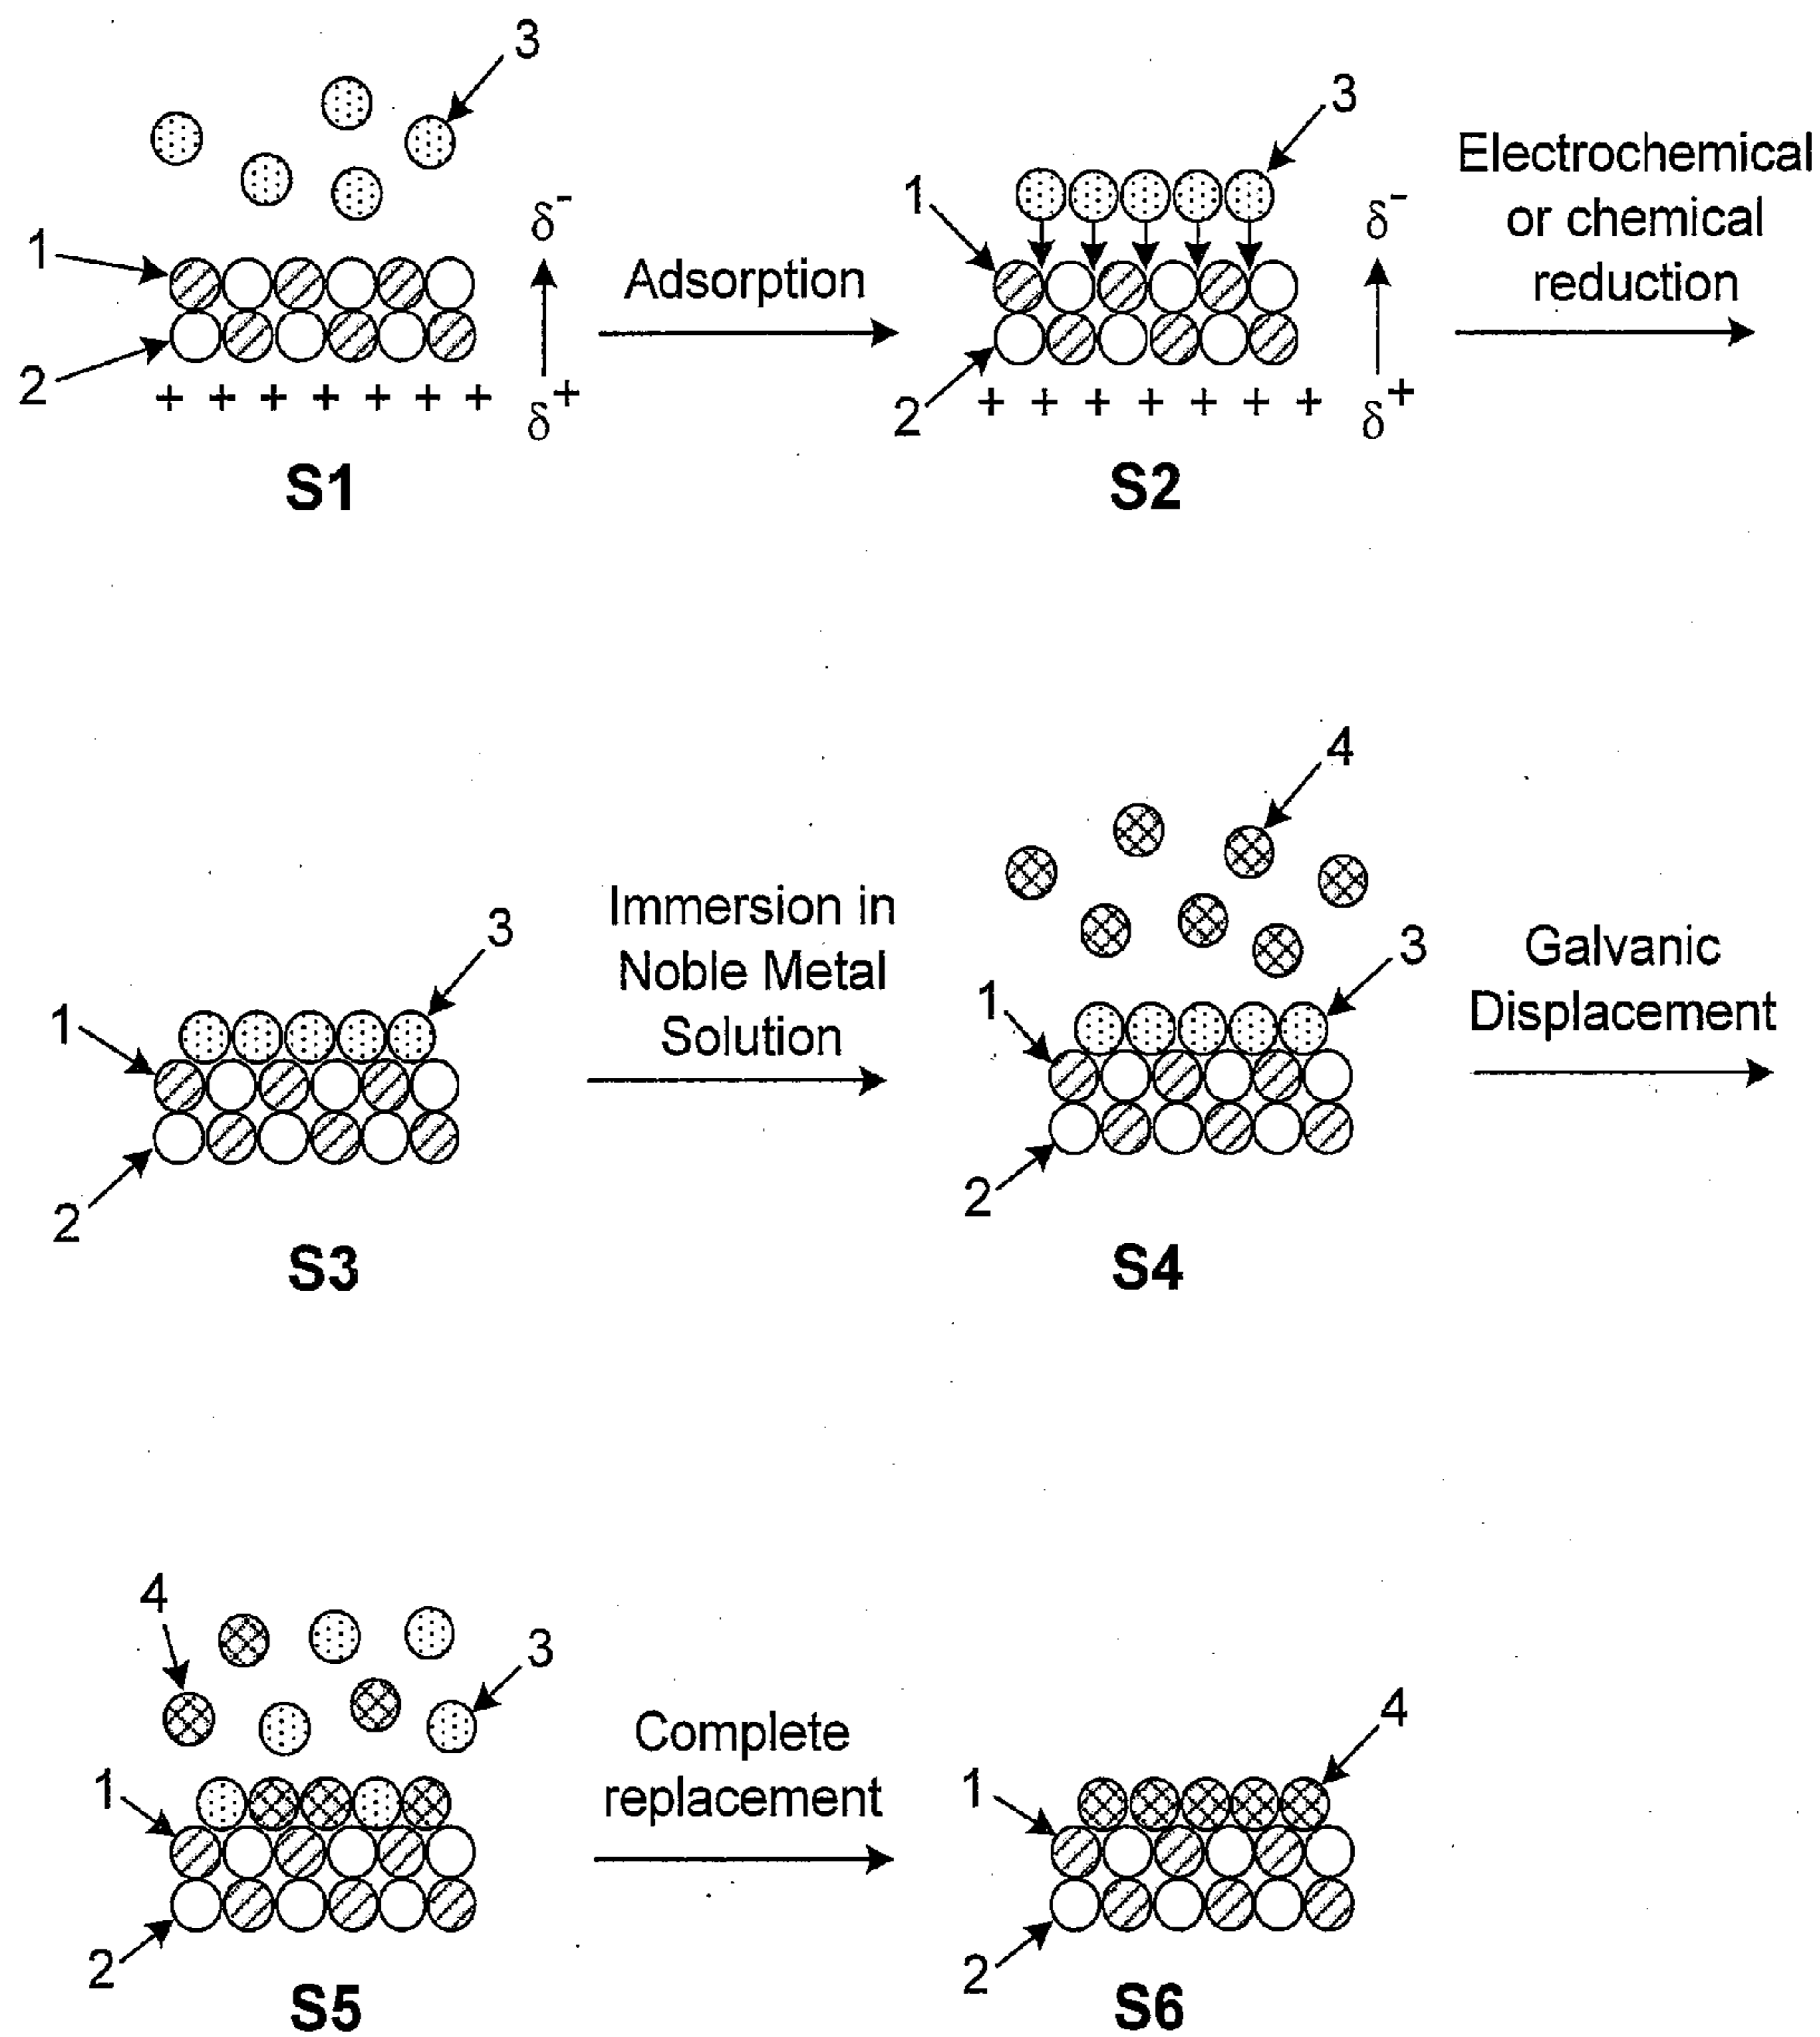 3
3
1
δ⁻
1
δ⁻
Electrochemical
or chemical
reduction
Adsorption
2
+ + + + + + +
δ⁺
2
+ + + + + + +
δ⁺
S1
S2
4
3
Immersion in
Noble Metal
Solution
3
Galvanic
Displacement
1
1
2
2
S3
S4
4
3
Complete
replacement
4
1
1
2
2
S5
S6